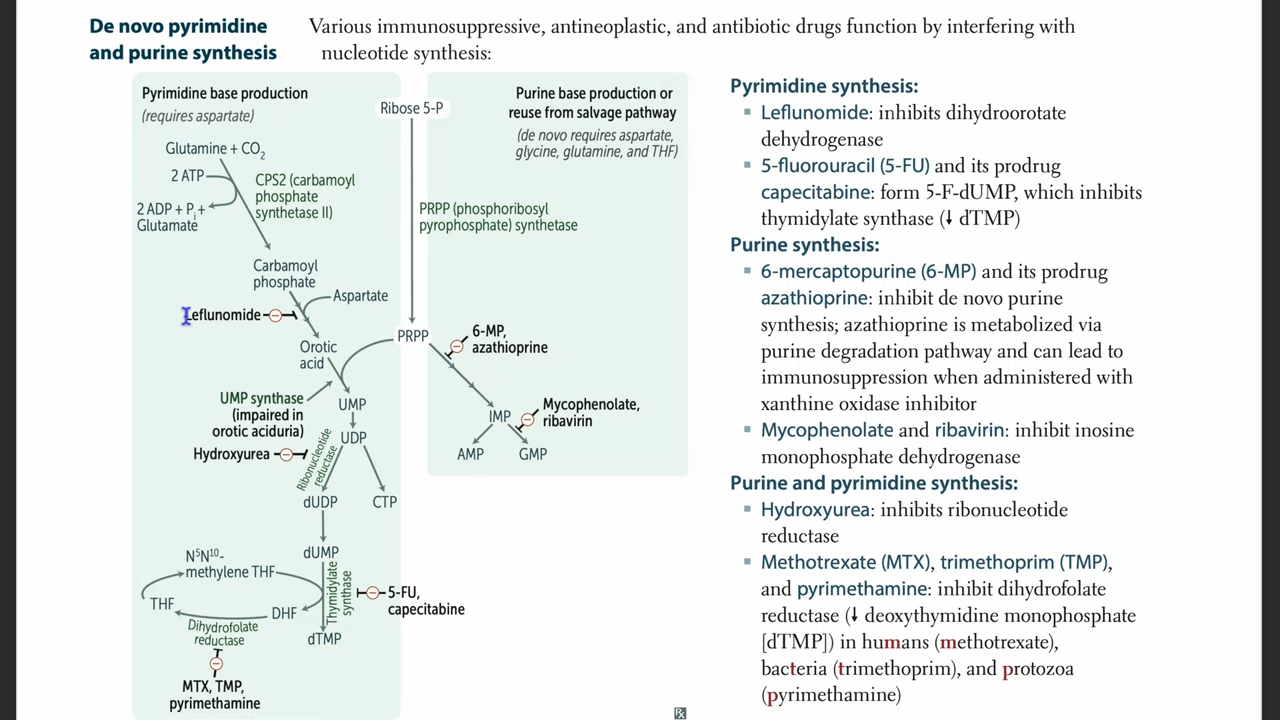 De novo pyrimidine
and purine synthesis
Various immunosuppressive, antineoplastic, and antibiotic drugs function by interfering with
nucleotide synthesis:
Pyrimidine base production
(requires aspartate)
Glutamine + CO₂
2 ATP
2 ADP + Pᵢ +
Glutamate
CPS2 (carbamoyl
phosphate
synthetase II)
Carbamoyl
phosphate
Aspartate
Leflunomide
Orotic
acid
UMP synthase
(impaired in
orotic aciduria)
UMP
Hydroxyurea
UDP
Ribonucleotide
reductase
dUDP
CTP
dUMP
N⁵N¹⁰-
methylene THF
THF
DHF
Thymidylate
synthase
5-FU,
capecitabine
Dihydrofolate
reductase
dTMP
MTX, TMP,
pyrimethamine
Ribose 5-P
Purine base production or
reuse from salvage pathway
(de novo requires aspartate,
glycine, glutamine, and THF)
PRPP (phosphoribosyl
pyrophosphate) synthetase
PRPP
6-MP,
azathioprine
IMP
Mycophenolate,
ribavirin
AMP
GMP
Pyrimidine synthesis:
▪ Leflunomide: inhibits dihydroorotate
dehydrogenase
▪ 5-fluorouracil (5-FU) and its prodrug
capecitabine: form 5-F-dUMP, which inhibits
thymidylate synthase (↓ dTMP)
Purine synthesis:
▪ 6-mercaptopurine (6-MP) and its prodrug
azathioprine: inhibit de novo purine
synthesis; azathioprine is metabolized via
purine degradation pathway and can lead to
immunosuppression when administered with
xanthine oxidase inhibitor
▪ Mycophenolate and ribavirin: inhibit inosine
monophosphate dehydrogenase
Purine and pyrimidine synthesis:
▪ Hydroxyurea: inhibits ribonucleotide
reductase
▪ Methotrexate (MTX), trimethoprim (TMP),
and pyrimethamine: inhibit dihydrofolate
reductase (↓ deoxythymidine monophosphate
[dTMP]) in humans (methotrexate),
bacteria (trimethoprim), and protozoa
(pyrimethamine)
Rx